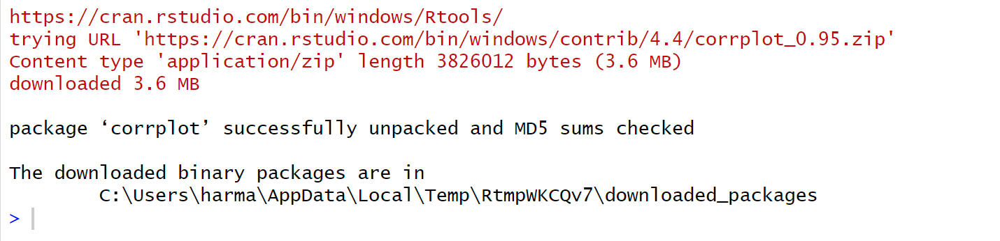 https://cran.rstudio.com/bin/windows/Rtools/
trying URL 'https://cran.rstudio.com/bin/windows/contrib/4.4/corrplot_0.95.zip'
Content type 'application/zip' length 3826012 bytes (3.6 MB)
downloaded 3.6 MB
package ‘corrplot’ successfully unpacked and MD5 sums checked
The downloaded binary packages are in
C:\Users\harma\AppData\Local\Temp\RtmpWKCQv7\downloaded_packages
>